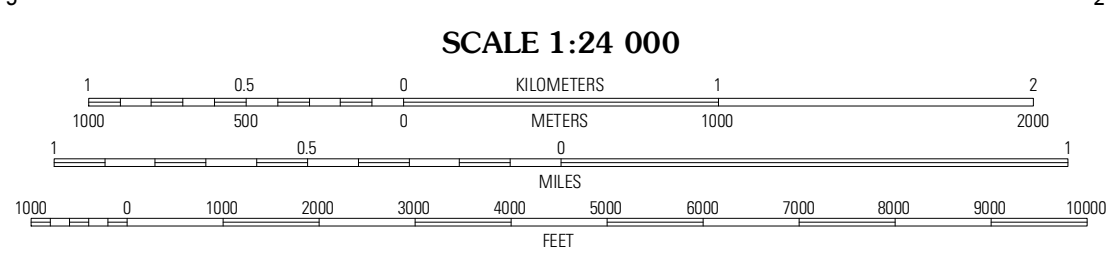 SCALE 1:24 000
1 0.5 0 KILOMETERS 1 2
1000 500 0 METERS 1000 2000
1 0.5 0 1
MILES
1000 0 1000 2000 3000 4000 5000 6000 7000 8000 9000 10000
FEET